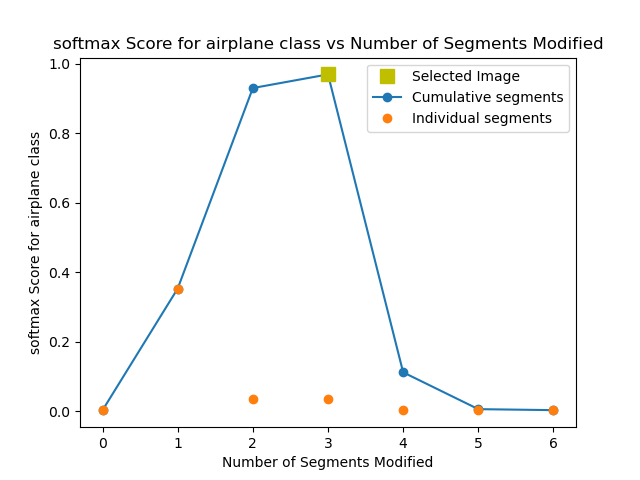 softmax Score for airplane class vs Number of Segments Modified
1.0
0.8
0.6
0.4
0.2
0.0
softmax Score for airplane class
Selected Image
Cumulative segments
Individual segments
0 1 2 3 4 5 6
Number of Segments Modified